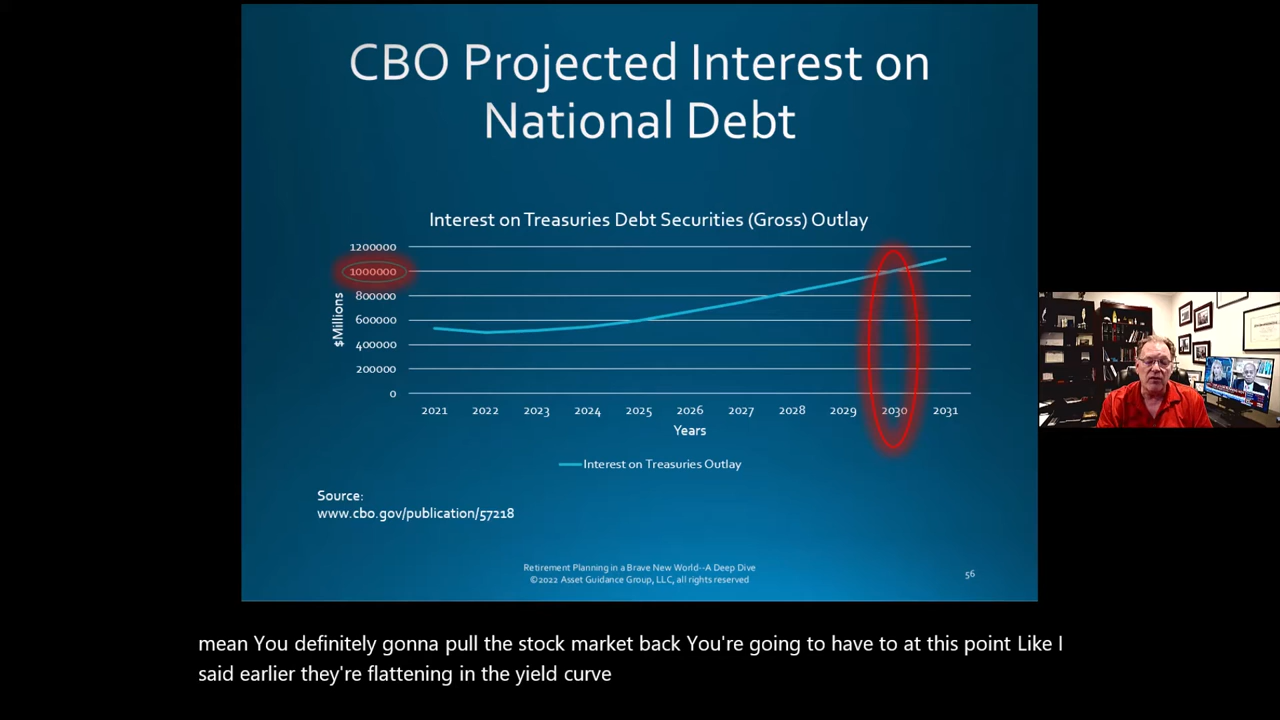 CBO Projected Interest on
National Debt
Interest on Treasuries Debt Securities (Gross) Outlay
1200000
1000000
800000
600000
400000
200000
0
$Millions
2021 2022 2023 2024 2025 2026 2027 2028 2029 2030 2031
Years
Interest on Treasuries Outlay
Source:
www.cbo.gov/publication/57218
Retirement Planning in a Brave New World--A Deep Dive
©2022 Asset Guidance Group, LLC, all rights reserved
56
mean You definitely gonna pull the stock market back You're going to have to at this point Like I
said earlier they're flattening in the yield curve